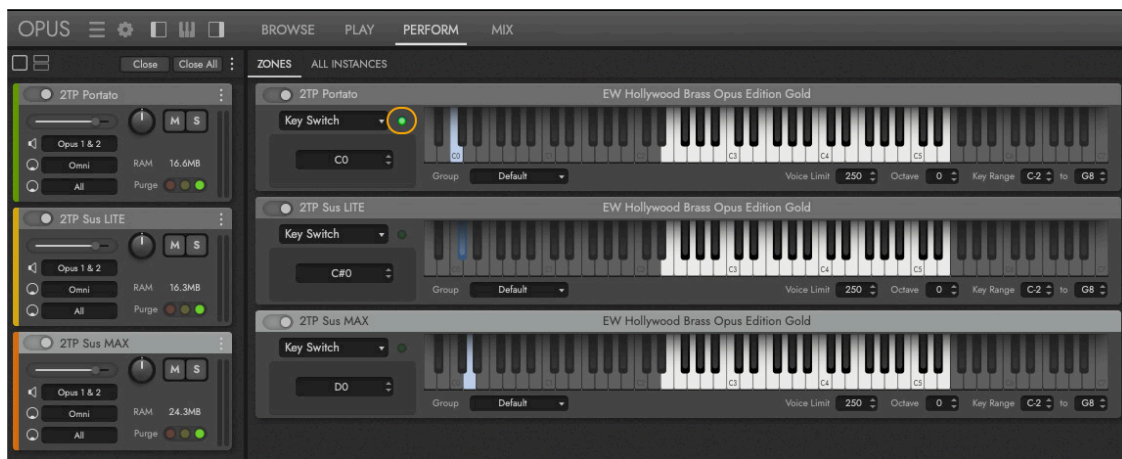 OPUS BROWSE PLAY PERFORM MIX
Close Close All ZONES ALL INSTANCES
2TP Portato
M S
Opus 1 & 2
Omni RAM 16.6MB
All Purge
2TP Sus LITE
M S
Opus 1 & 2
Omni RAM 16.3MB
All Purge
2TP Sus MAX
M S
Opus 1 & 2
Omni RAM 24.3MB
All Purge
2TP Portato EW Hollywood Brass Opus Edition Gold
Key Switch
C0
C0 C3 C4 C5
Group Default Voice Limit 250 Octave 0 Key Range C-2 to G8
2TP Sus LITE EW Hollywood Brass Opus Edition Gold
Key Switch
C#0
C3 C4 C5
Group Default Voice Limit 250 Octave 0 Key Range C-2 to G8
2TP Sus MAX EW Hollywood Brass Opus Edition Gold
Key Switch
D0
C3 C4 C5
Group Default Voice Limit 250 Octave 0 Key Range C-2 to G8